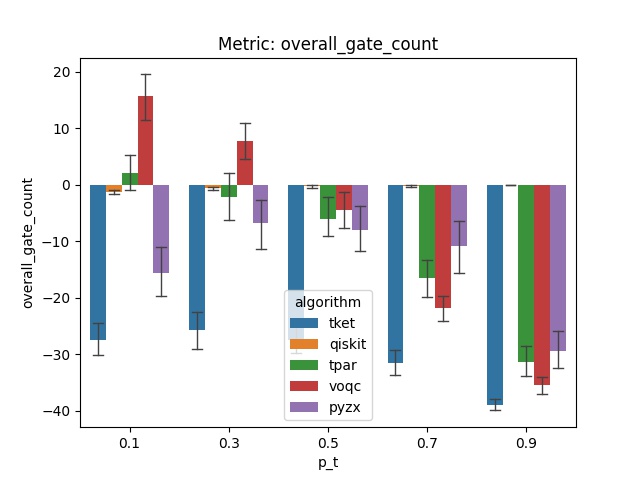 Metric: overall_gate_count
overall_gate_count
20
10
0
−10
−20
−30
−40
algorithm
tket
qiskit
tpar
voqc
pyzx
0.1 0.3 0.5 0.7 0.9
p_t